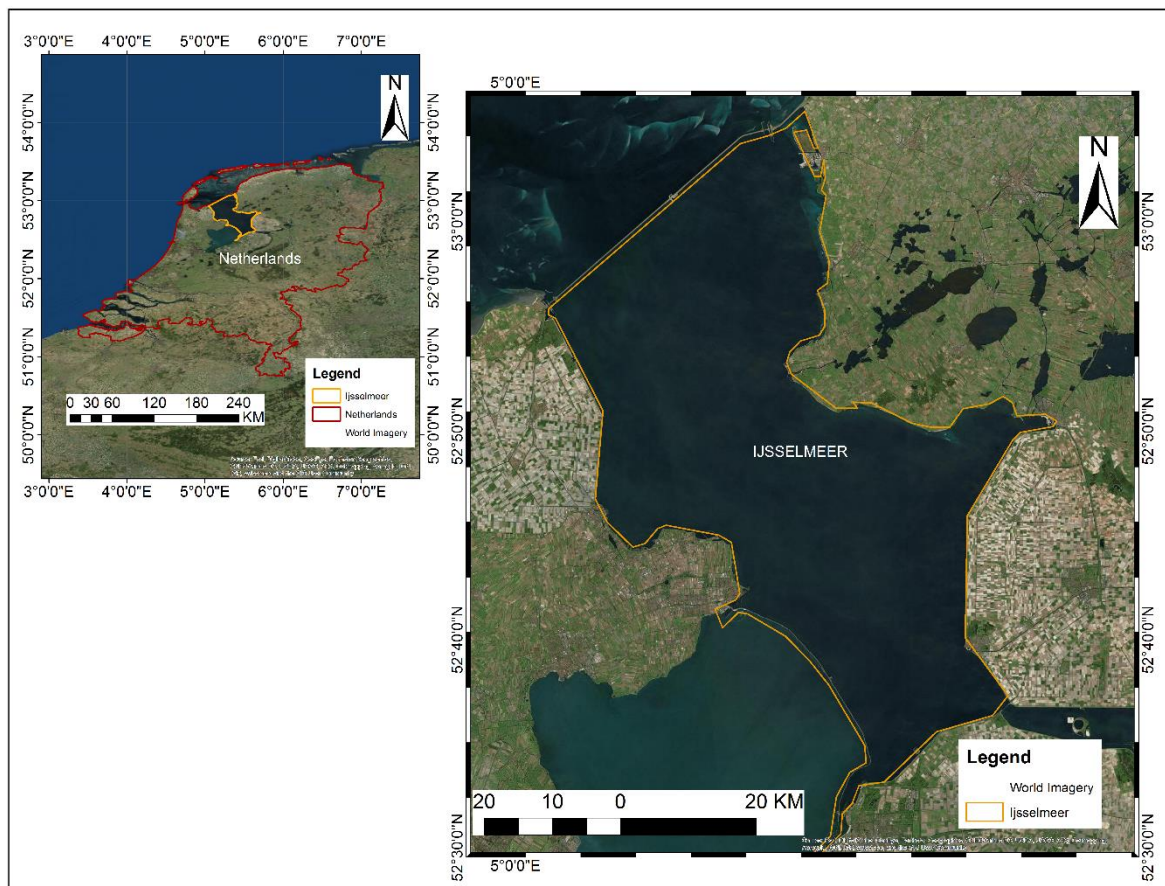 3°0'0"E 4°0'0"E 5°0'0"E 6°0'0"E 7°0'0"E
N
54°0'0"N
53°0'0"N
52°0'0"N
51°0'0"N
50°0'0"N
54°0'0"N
53°0'0"N
52°0'0"N
51°0'0"N
50°0'0"N
Netherlands
Legend
Ijsselmeer
Netherlands
World Imagery
0 30 60 120 180 240
KM
3°0'0"E 4°0'0"E 5°0'0"E 6°0'0"E 7°0'0"E
5°0'0"E
N
53°0'0"N
52°50'0"N
52°40'0"N
52°30'0"N
53°0'0"N
52°50'0"N
52°40'0"N
52°30'0"N
IJSSELMEER
Legend
World Imagery
Ijsselmeer
20 10 0 20 KM
5°0'0"E